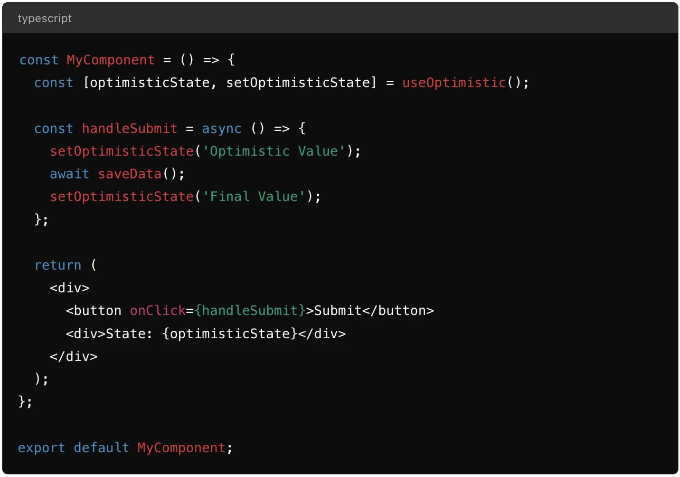 typescript
const MyComponent = () => {
  const [optimisticState, setOptimisticState] = useOptimistic();

  const handleSubmit = async () => {
    setOptimisticState('Optimistic Value');
    await saveData();
    setOptimisticState('Final Value');
  };

  return (
    <div>
      <button onClick={handleSubmit}>Submit</button>
      <div>State: {optimisticState}</div>
    </div>
  );
};

export default MyComponent;